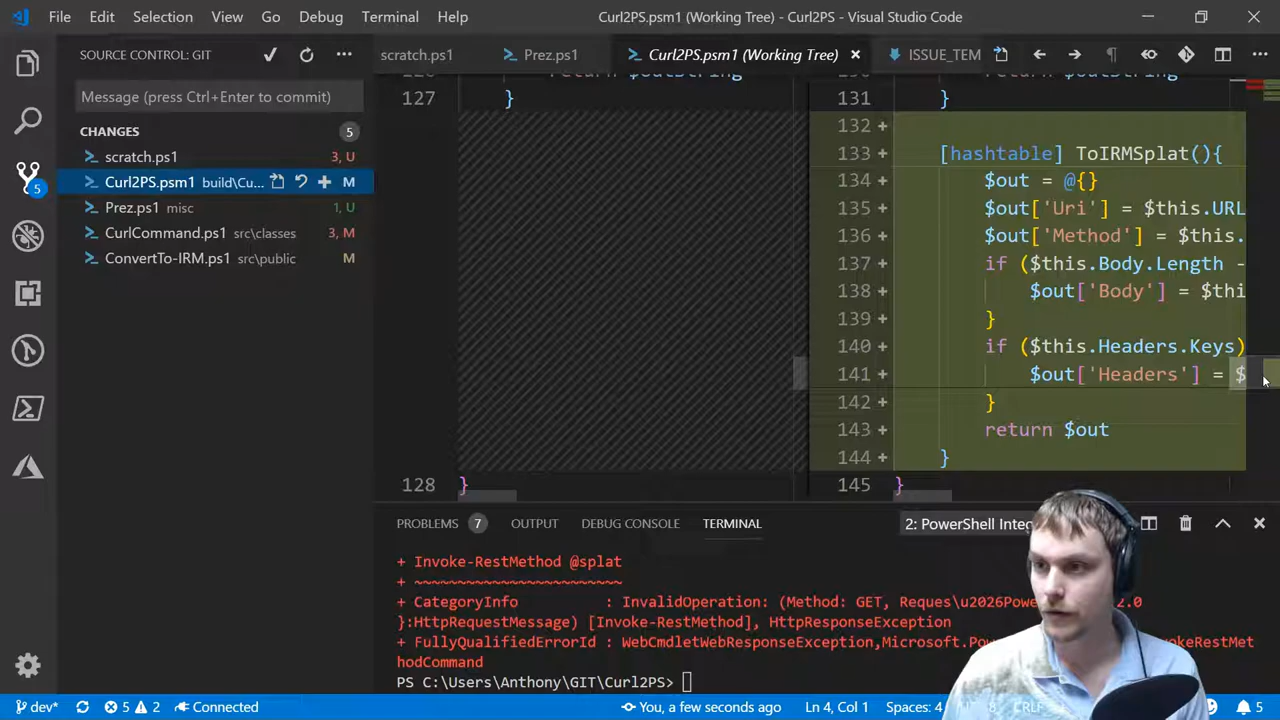 File Edit Selection View Go Debug Terminal Help Curl2PS.psm1 (Working Tree) - Curl2PS - Visual Studio Code
SOURCE CONTROL: GIT
scratch.ps1 Prez.ps1 Curl2PS.psm1 (Working Tree) ISSUE_TEM
Message (press Ctrl+Enter to commit)
CHANGES 5
scratch.ps1 3, U
Curl2PS.psm1 build\Cu... M
Prez.ps1 misc 1, U
CurlCommand.ps1 src\classes 3, M
ConvertTo-IRM.ps1 src\public M
5
127 }
128 }
131 }
132 +
133 + [hashtable] ToIRMSplat(){
134 + $out = @{}
135 + $out['Uri'] = $this.URL
136 + $out['Method'] = $this.
137 + if ($this.Body.Length -
138 + $out['Body'] = $thi
139 + }
140 + if ($this.Headers.Keys)
141 + $out['Headers'] = $
142 + }
143 + return $out
144 + }
145 }
PROBLEMS 7 OUTPUT DEBUG CONSOLE TERMINAL 2: PowerShell Inte
+ Invoke-RestMethod @splat
+ ~~~~~~~~~~~~~~~~~~~~~~~~
+ CategoryInfo : InvalidOperation: (Method: GET, Reques\u2026Powe 2.0
}:HttpRequestMessage) [Invoke-RestMethod], HttpResponseException
+ FullyQualifiedErrorId : WebCmdletWebResponseException,Microsoft.Po vokeRestMet
hodCommand
PS C:\Users\Anthony\GIT\Curl2PS>
dev* 5 2 Connected You, a few seconds ago Ln 4, Col 1 Spaces: 4 5